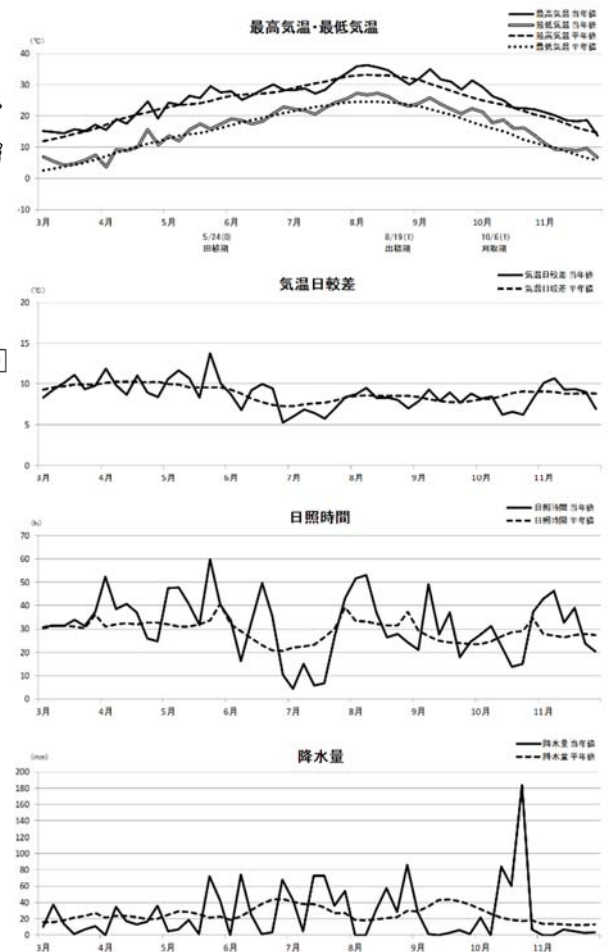 最高気温・最低気温
最高気温 当年値
最低気温 当年値
最高気温 平年値
最低気温 平年値
(℃)
40
30
20
10
0
-10
3月 4月 5月 6月 7月 8月 9月 10月 11月
5/24(0) 8/19(1) 10/6(1)
田植期 出穂期 刈取期
気温日較差
気温日較差 当年値
気温日較差 平年値
(℃)
20
15
10
5
0
3月 4月 5月 6月 7月 8月 9月 10月 11月
日照時間
日照時間 当年値
日照時間 平年値
(h)
70
60
50
40
30
20
10
0
3月 4月 5月 6月 7月 8月 9月 10月 11月
降水量
降水量 当年値
降水量 平年値
(mm)
200
180
160
140
120
100
80
60
40
20
0
3月 4月 5月 6月 7月 8月 9月 10月 11月